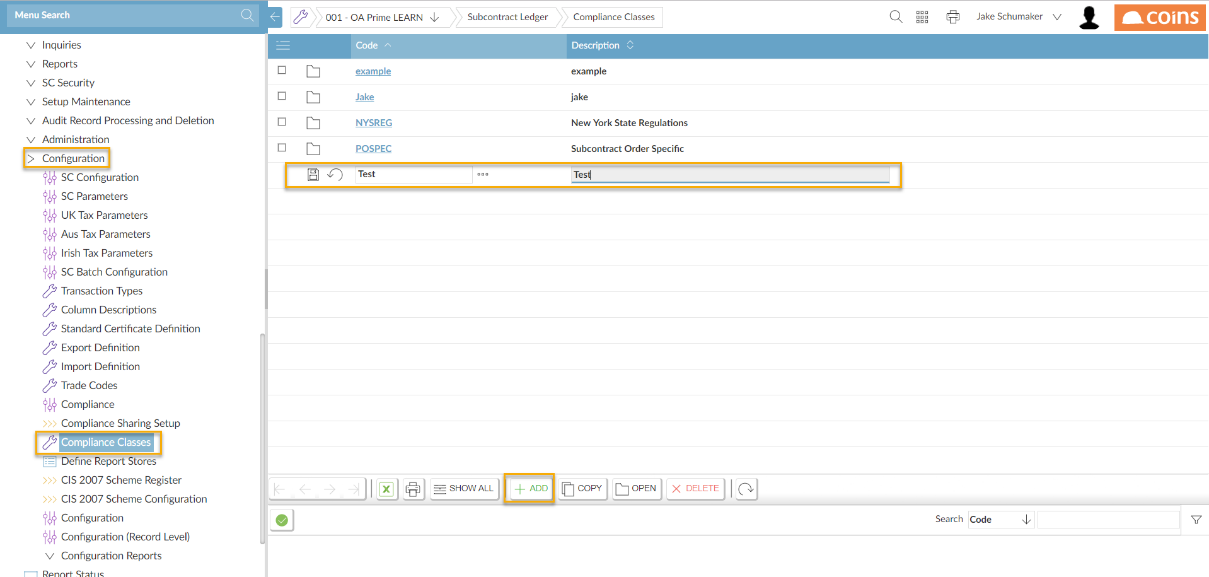 Menu Search
001 - OA Prime LEARN
Subcontract Ledger
Compliance Classes
Jake Schumaker
coins
Inquiries
Reports
SC Security
Setup Maintenance
Audit Record Processing and Deletion
Administration
Configuration
SC Configuration
SC Parameters
UK Tax Parameters
Aus Tax Parameters
Irish Tax Parameters
SC Batch Configuration
Transaction Types
Column Descriptions
Standard Certificate Definition
Export Definition
Import Definition
Trade Codes
Compliance
Compliance Sharing Setup
Compliance Classes
Define Report Stores
CIS 2007 Scheme Register
CIS 2007 Scheme Configuration
Configuration
Configuration (Record Level)
Configuration Reports
Report Status
Code Description
example example
Jake jake
NYSREG New York State Regulations
POSPEC Subcontract Order Specific
Test Test
SHOW ALL ADD COPY OPEN DELETE
Search Code